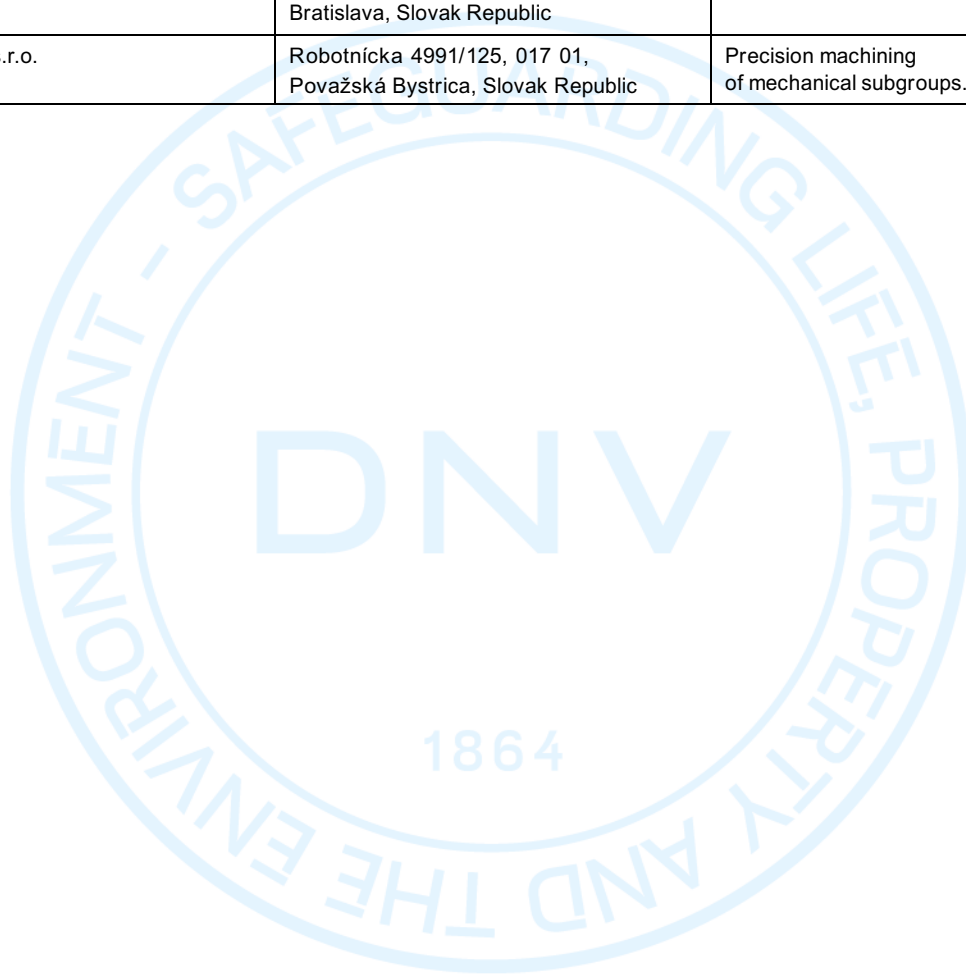 Bratislava, Slovak Republic
s.r.o.
Robotnícka 4991/125, 017 01,
Považská Bystrica, Slovak Republic
Precision machining
of mechanical subgroups.
SAFEGUARDING LIFE, PROPERTY AND THE ENVIRONMENT -
DNV
1864